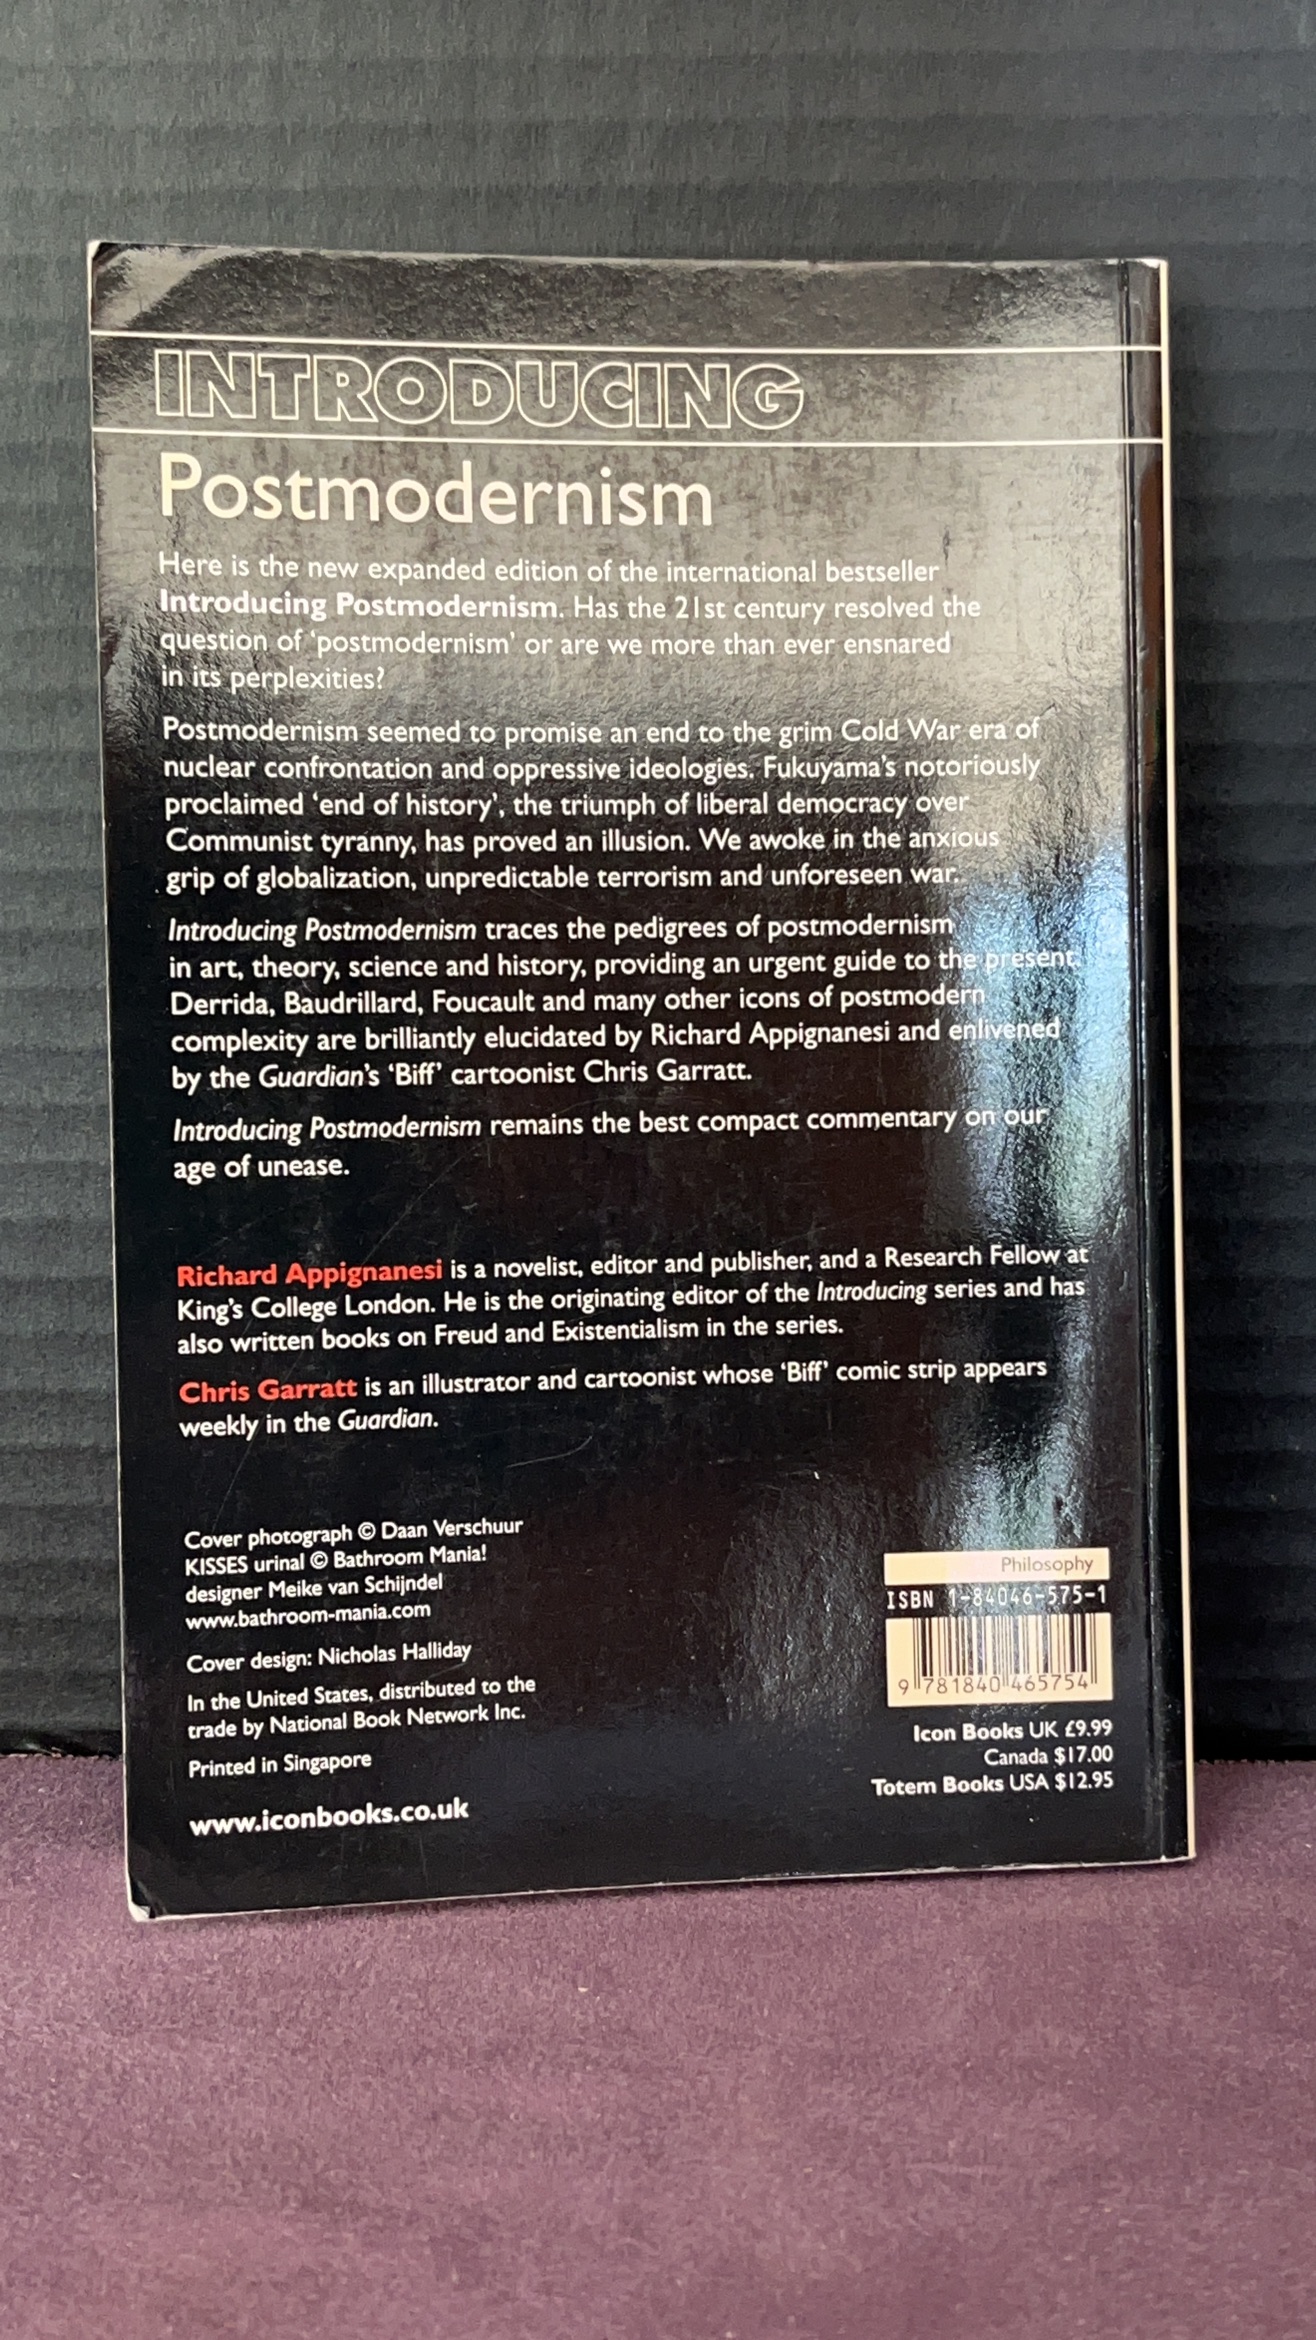 INTRODUCING
Postmodernism
Here is the new expanded edition of the international bestseller
Introducing Postmodernism. Has the 21st century resolved the
question of ‘postmodernism’ or are we more than ever ensnared
in its perplexities?
Postmodernism seemed to promise an end to the grim Cold War era of
nuclear confrontation and oppressive ideologies. Fukuyama’s notoriously
proclaimed ‘end of history’, the triumph of liberal democracy over
Communist tyranny, has proved an illusion. We awoke in the anxious
grip of globalization, unpredictable terrorism and unforeseen war.
Introducing Postmodernism traces the pedigrees of postmodernism
in art, theory, science and history, providing an urgent guide to the present.
Derrida, Baudrillard, Foucault and many other icons of postmodern
complexity are brilliantly elucidated by Richard Appignanesi and enlivened
by the Guardian’s ‘Biff’ cartoonist Chris Garratt.
Introducing Postmodernism remains the best compact commentary on our
age of unease.
Richard Appignanesi is a novelist, editor and publisher, and a Research Fellow at
King’s College London. He is the originating editor of the Introducing series and has
also written books on Freud and Existentialism in the series.
Chris Garratt is an illustrator and cartoonist whose ‘Biff’ comic strip appears
weekly in the Guardian.
Cover photograph © Daan Verschuur
KISSES urinal © Bathroom Mania!
designer Meike van Schijndel
www.bathroom-mania.com
Cover design: Nicholas Halliday
In the United States, distributed to the
trade by National Book Network Inc.
Printed in Singapore
www.iconbooks.co.uk
Philosophy
ISBN 1-84046-575-1
9 781840 465754
Icon Books UK £9.99
Canada $17.00
Totem Books USA $12.95